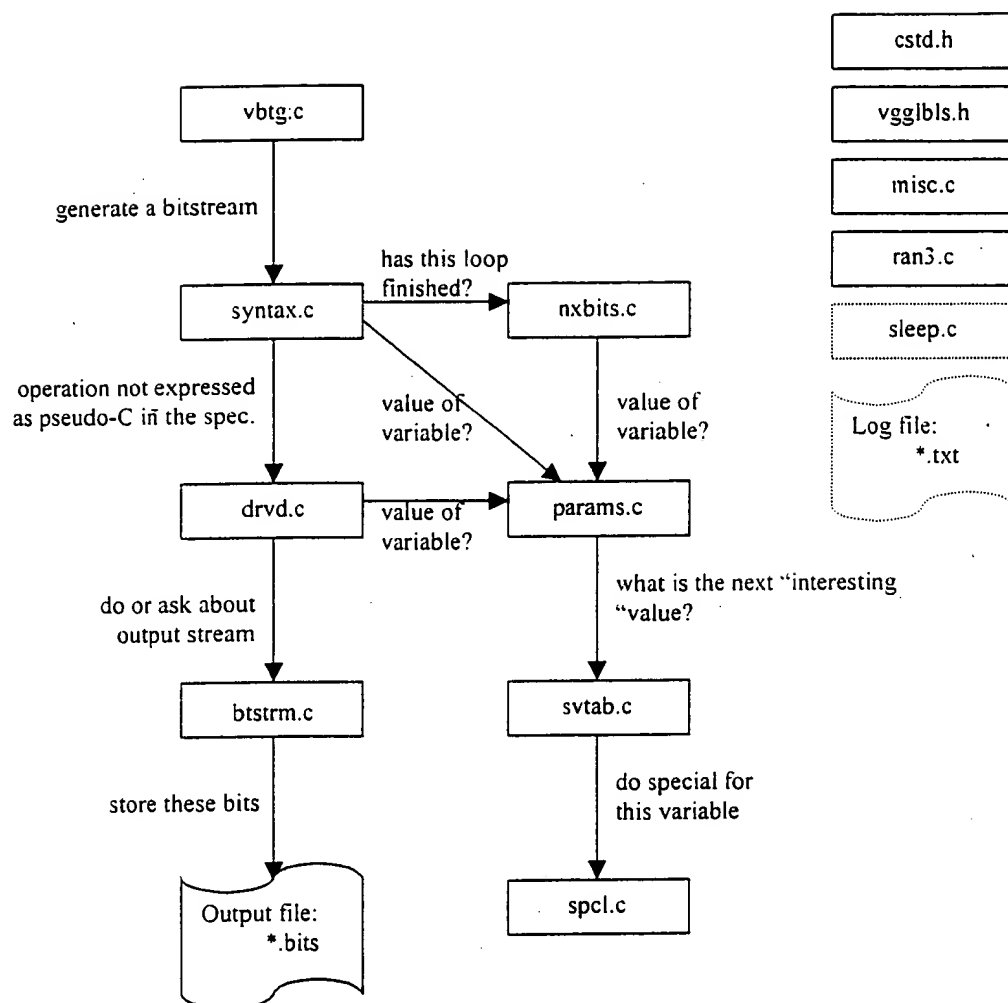 cstd.h
vbtg:c
vgglbls.h
misc.c
generate a bitstream
ran3.c
has this loop
finished?
syntax.c
nxbits.c
sleep.c
operation not expressed
as pseudo-C in the spec.
value of
variable?
value of
variable?
Log file:
*.txt
drvd.c
value of
variable?
params.c
what is the next “interesting
“value?
do or ask about
output stream
btstrm.c
svtab.c
store these bits
do special for
this variable
Output file:
*.bits
spcl.c